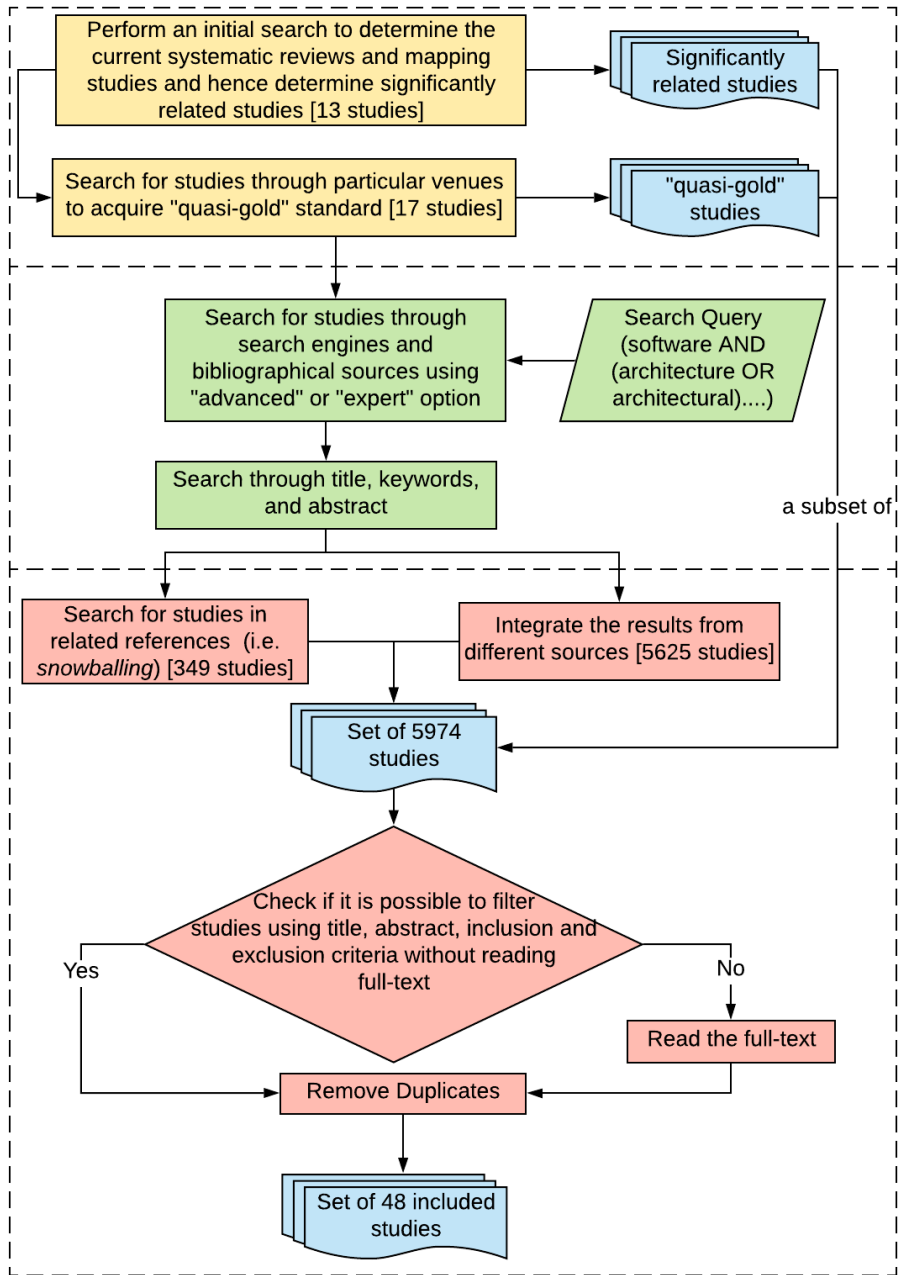 Perform an initial search to determine the
current systematic reviews and mapping
studies and hence determine significantly
related studies [13 studies]
Significantly
related studies
Search for studies through particular venues
to acquire "quasi-gold" standard [17 studies]
"quasi-gold"
studies
Search for studies through
search engines and
bibliographical sources using
"advanced" or "expert" option
Search Query
(software AND
(architecture OR
architectural)....)
Search through title, keywords,
and abstract
a subset of
Search for studies in
related references (i.e.
snowballing) [349 studies]
Integrate the results from
different sources [5625 studies]
Set of 5974
studies
Check if it is possible to filter
studies using title, abstract, inclusion and
exclusion criteria without reading
full-text
Yes
No
Read the full-text
Remove Duplicates
Set of 48 included
studies